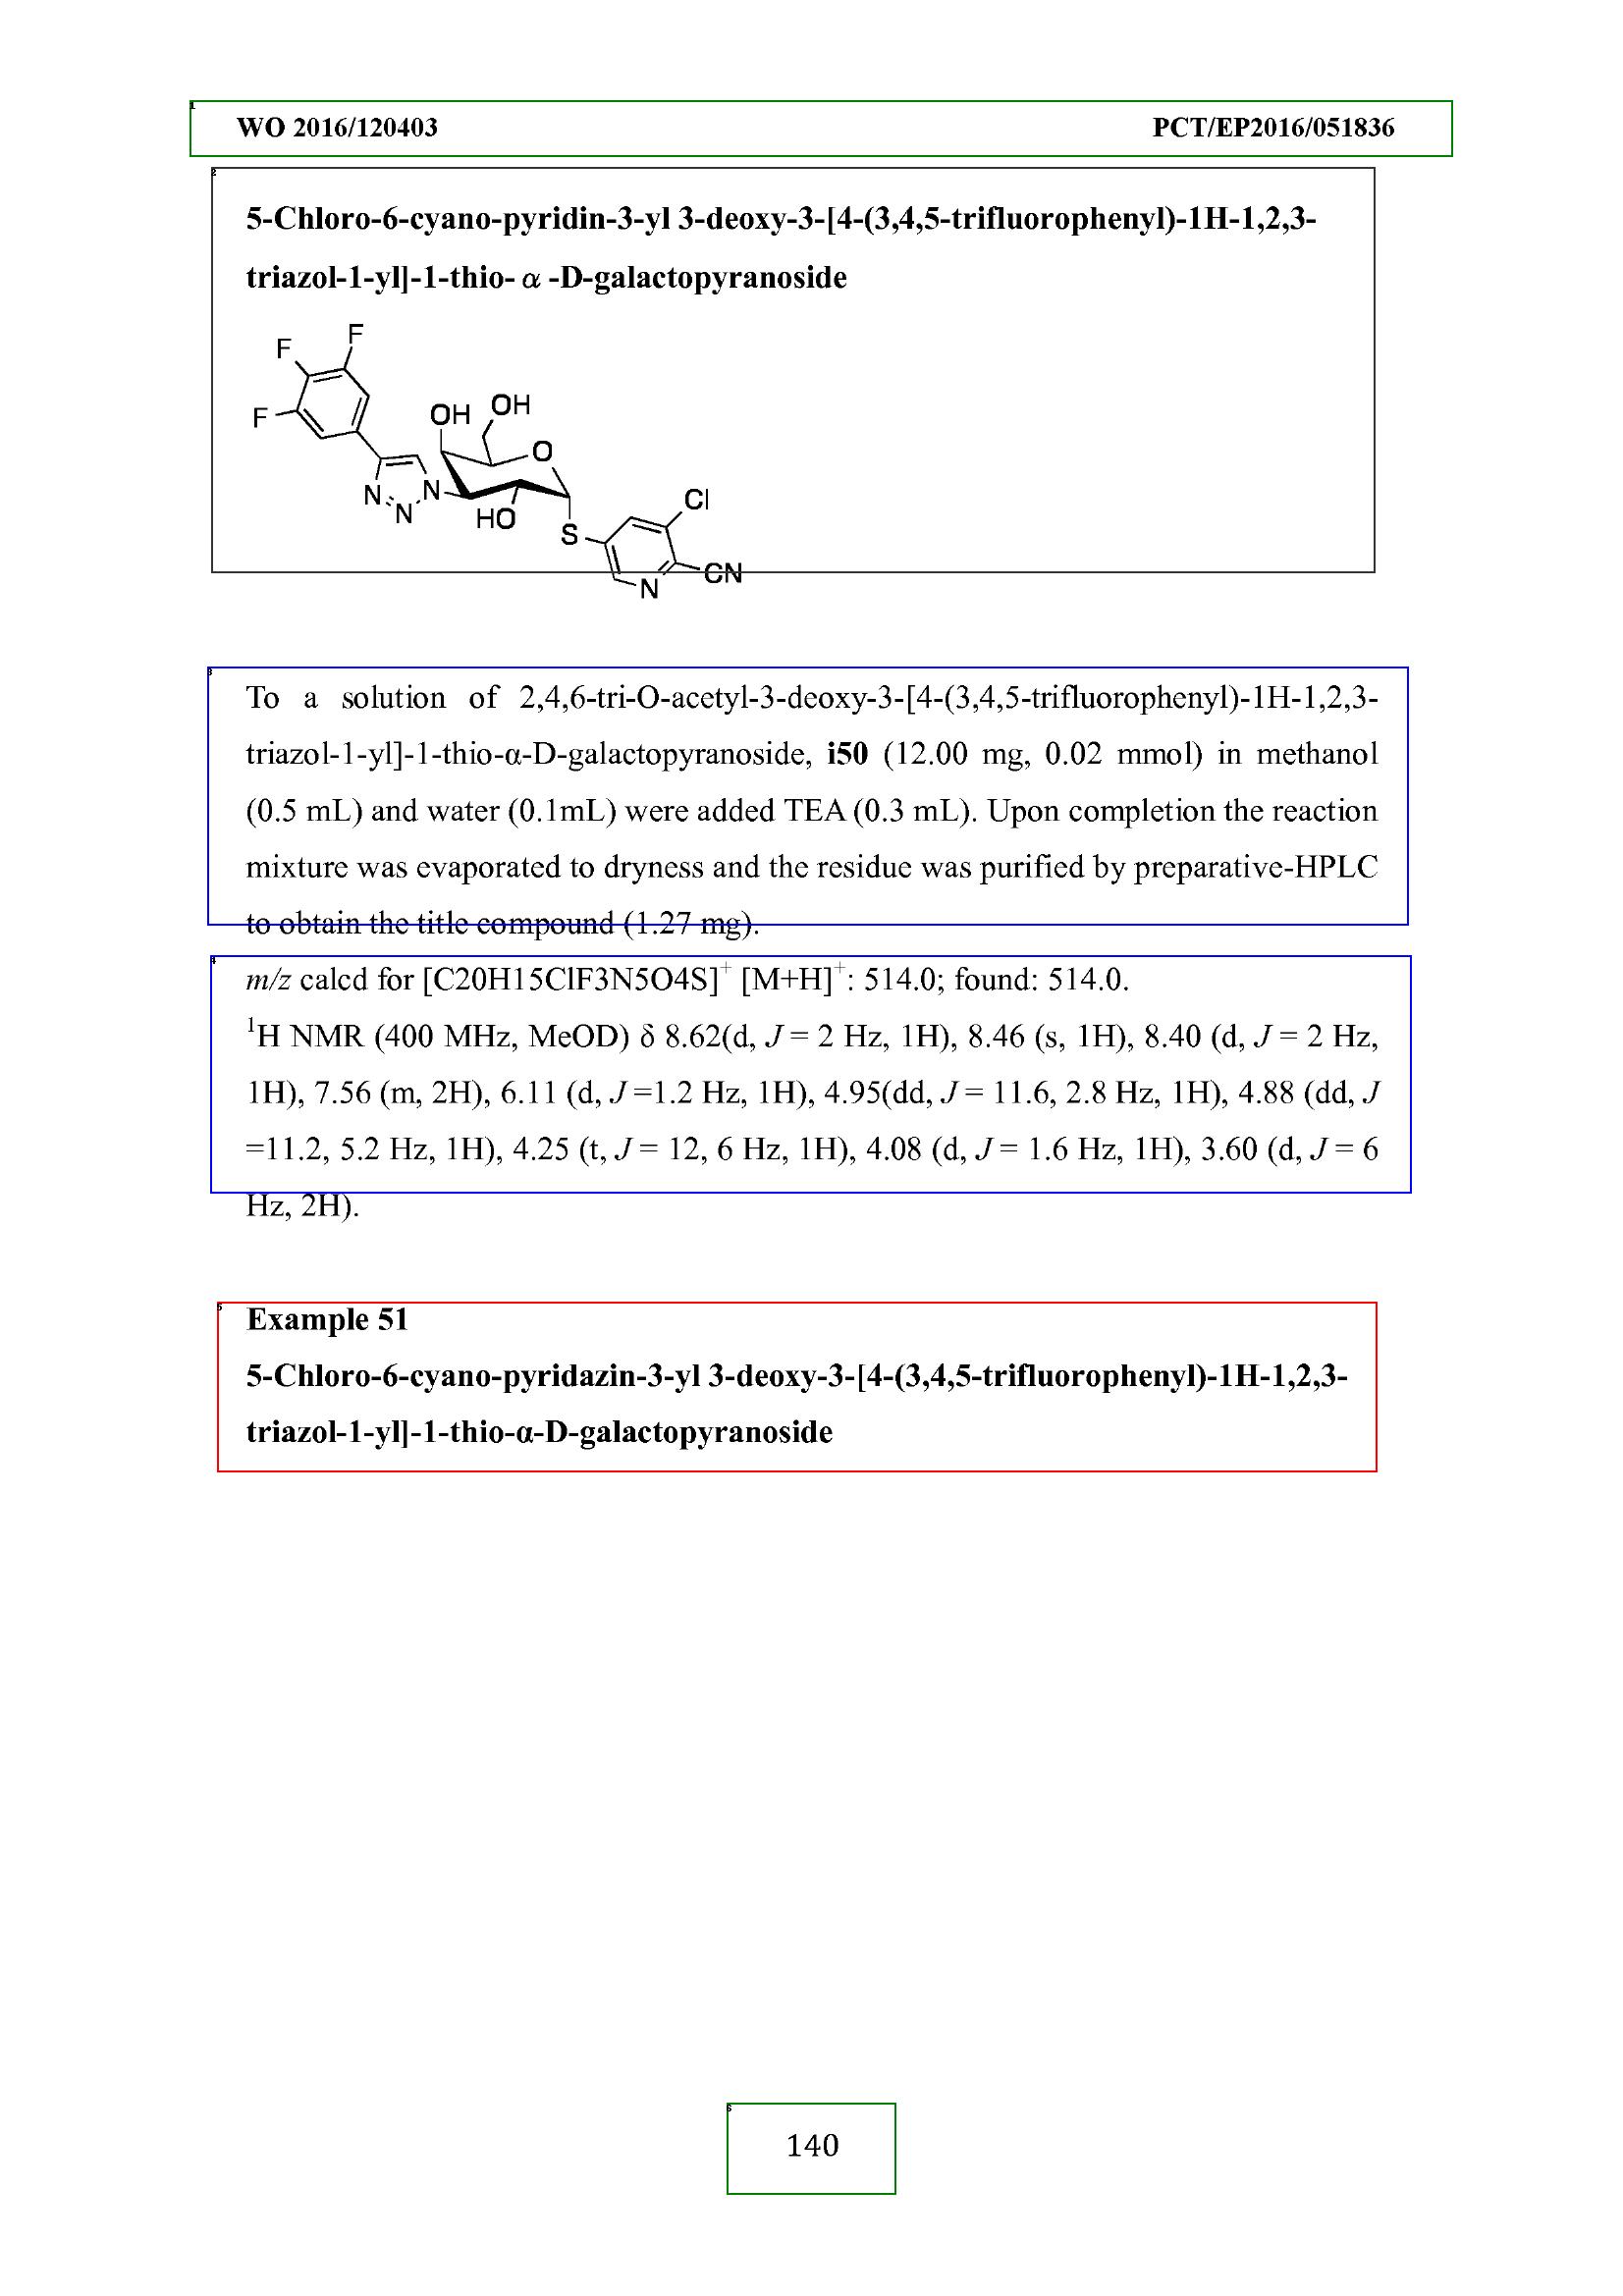 WO 2016/120403 PCT/EP2016/051836
5-Chloro-6-cyano-pyridin-3-yl 3-deoxy-3-[4-(3,4,5-trifluorophenyl)-1H-1,2,3-
triazol-1-yl]-1-thio- α -D-galactopyranoside
F
F
F
OH
OH
O
N
N
N
HO
S
Cl
CN
N
To a solution of 2,4,6-tri-O-acetyl-3-deoxy-3-[4-(3,4,5-trifluorophenyl)-1H-1,2,3-
triazol-1-yl]-1-thio-α-D-galactopyranoside, i50 (12.00 mg, 0.02 mmol) in methanol
(0.5 mL) and water (0.1mL) were added TEA (0.3 mL). Upon completion the reaction
mixture was evaporated to dryness and the residue was purified by preparative-HPLC
to obtain the title compound (1.27 mg).
m/z calcd for [C20H15ClF3N5O4S]⁺ [M+H]⁺: 514.0; found: 514.0.
¹H NMR (400 MHz, MeOD) δ 8.62(d, J = 2 Hz, 1H), 8.46 (s, 1H), 8.40 (d, J = 2 Hz,
1H), 7.56 (m, 2H), 6.11 (d, J =1.2 Hz, 1H), 4.95(dd, J = 11.6, 2.8 Hz, 1H), 4.88 (dd, J
=11.2, 5.2 Hz, 1H), 4.25 (t, J = 12, 6 Hz, 1H), 4.08 (d, J = 1.6 Hz, 1H), 3.60 (d, J = 6
Hz, 2H).
Example 51
5-Chloro-6-cyano-pyridazin-3-yl 3-deoxy-3-[4-(3,4,5-trifluorophenyl)-1H-1,2,3-
triazol-1-yl]-1-thio-α-D-galactopyranoside
140